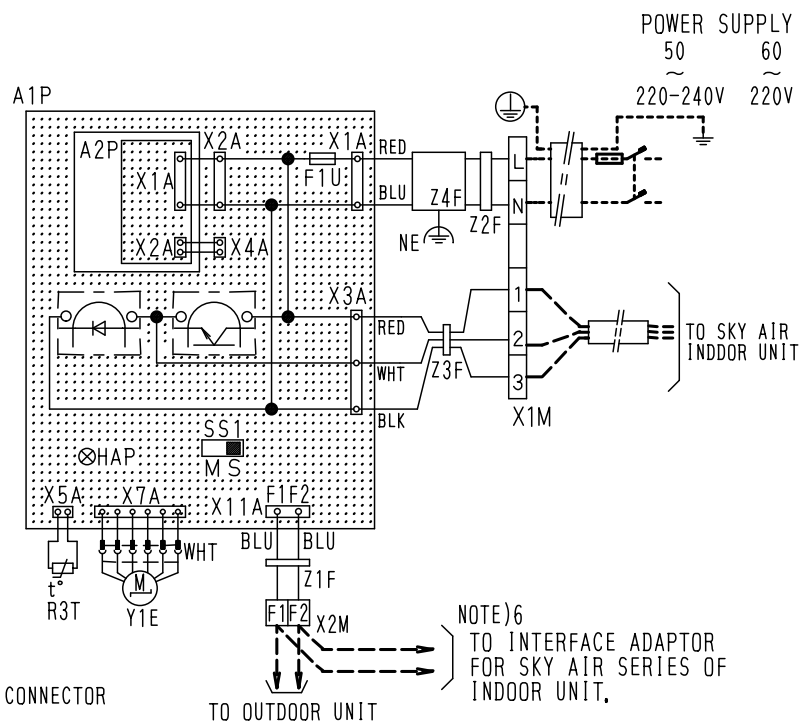 POWER SUPPLY
50 60
~ ~
220-240V 220V
A1P
A2P
X2A
X1A
RED
X1A
F1U
BLU
Z4F
Z2F
L
N
X2A
X4A
NE
X3A
RED
WHT
BLK
Z3F
1
2
3
X1M
TO SKY AIR
INDDOR UNIT
SS1
M S
HAP
X5A
X7A
X11A
F1F2
BLU
BLU
WHT
t°
R3T
M
Y1E
Z1F
F1 F2
X2M
NOTE)6
TO INTERFACE ADAPTOR
FOR SKY AIR SERIES OF
INDOOR UNIT.
CONNECTOR
TO OUTDOOR UNIT